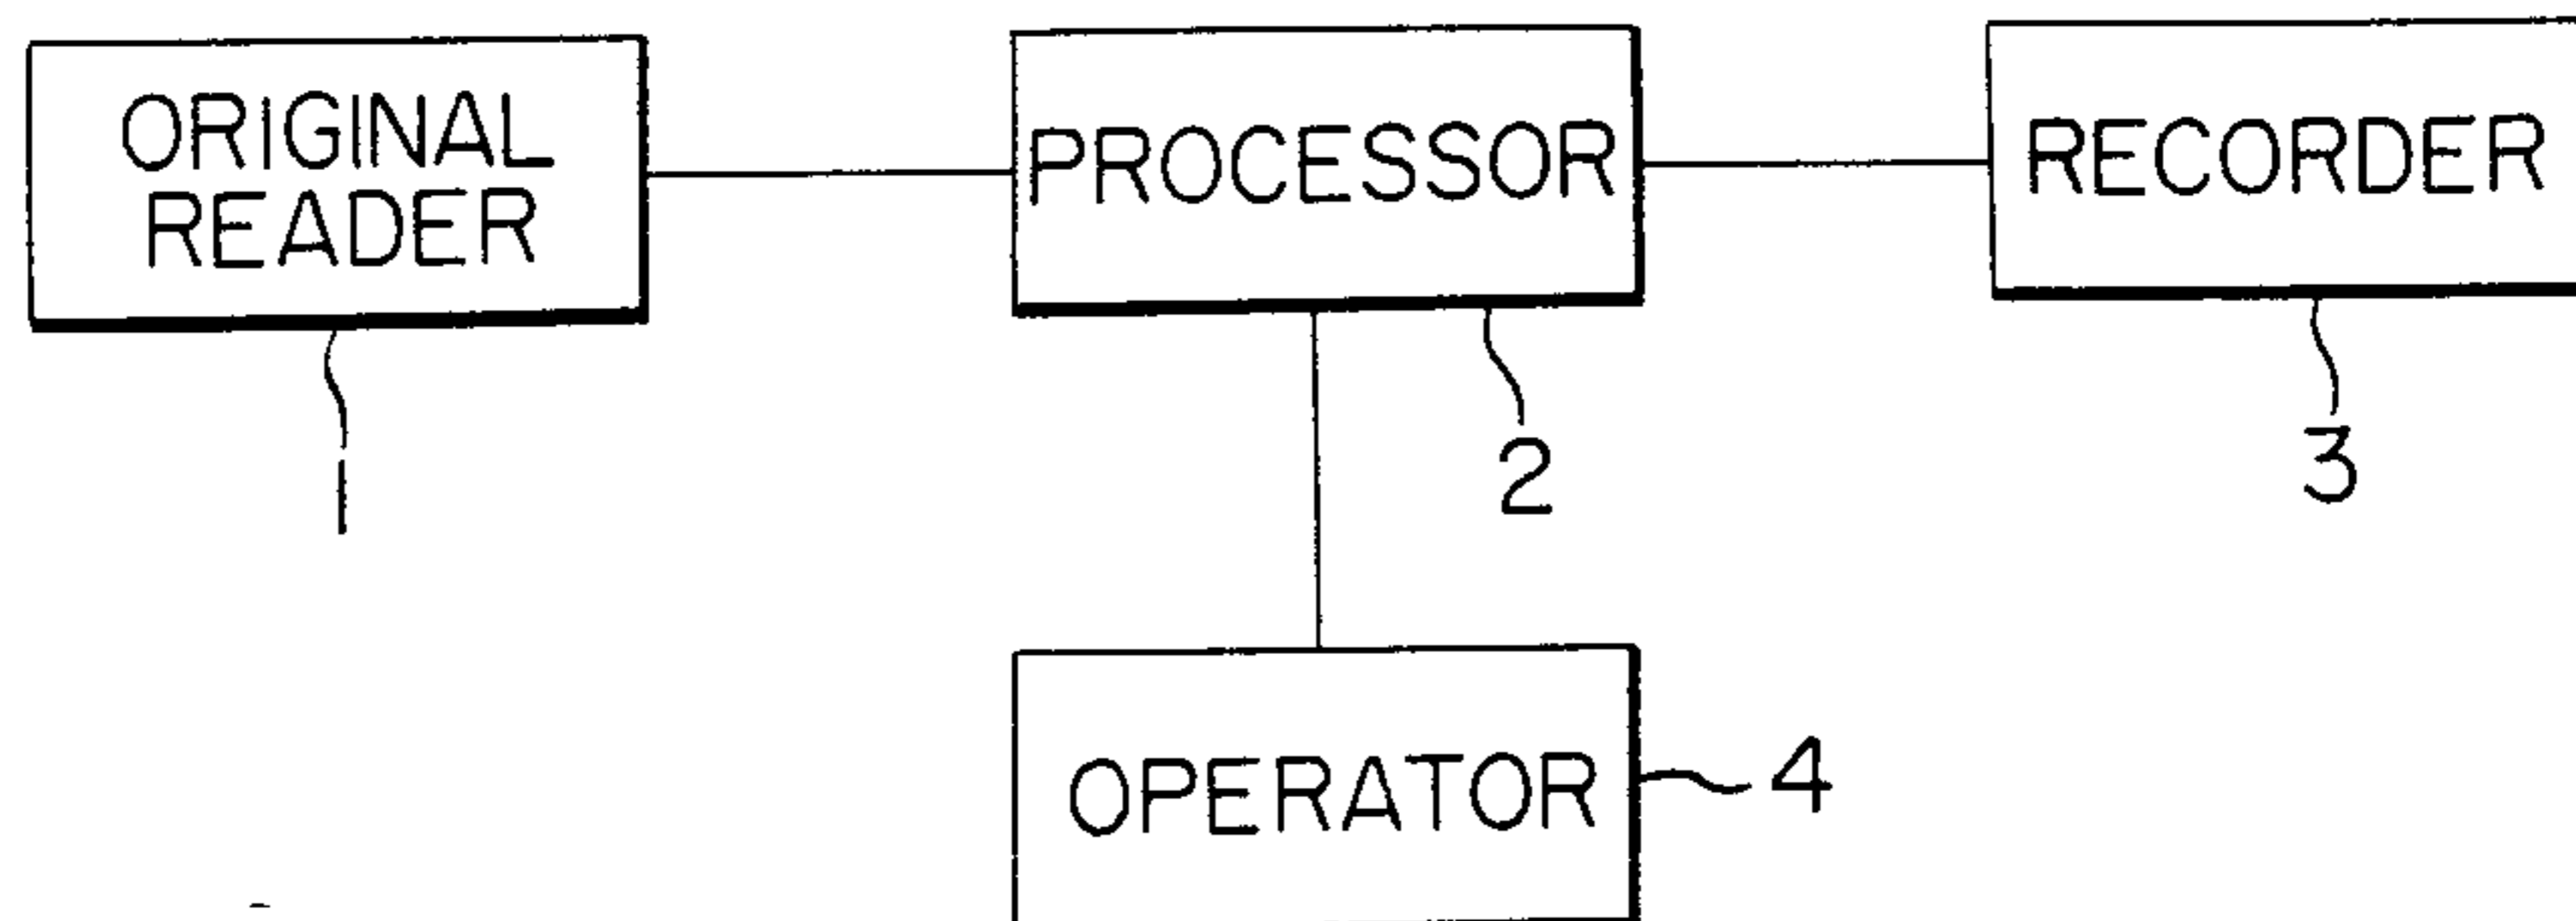 ORIGINAL
READER
PROCESSOR
RECORDER
1
2
3
OPERATOR
4